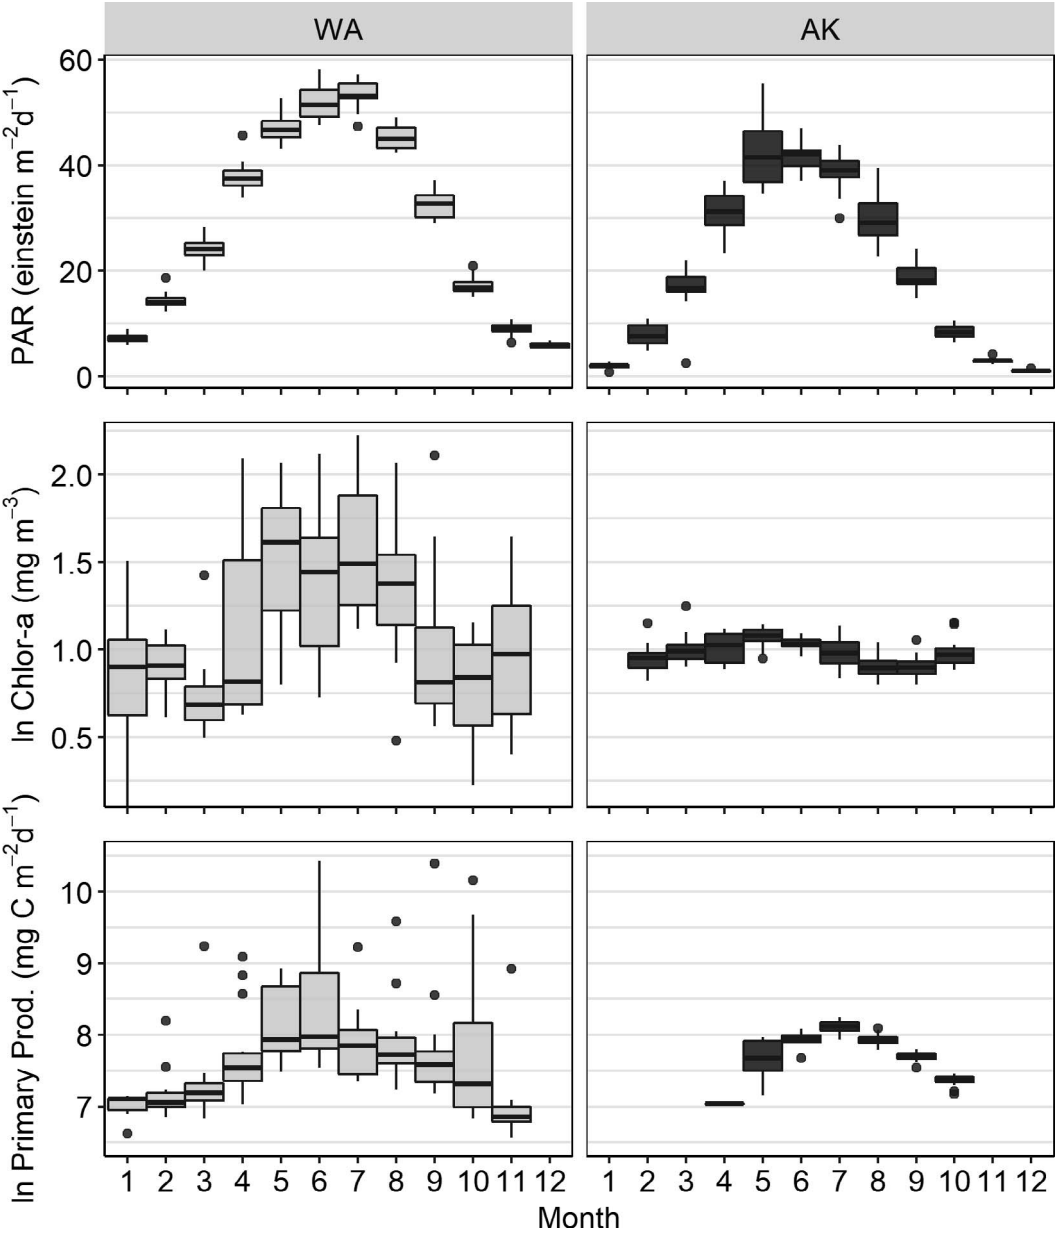 WA AK
PAR (einstein m⁻²d⁻¹)
60
40
20
0
ln Chlor-a (mg m⁻³)
2.0
1.5
1.0
0.5
ln Primary Prod. (mg C m⁻²d⁻¹)
10
9
8
7
1 2 3 4 5 6 7 8 9 10 11 12 1 2 3 4 5 6 7 8 9 10 11 12
Month